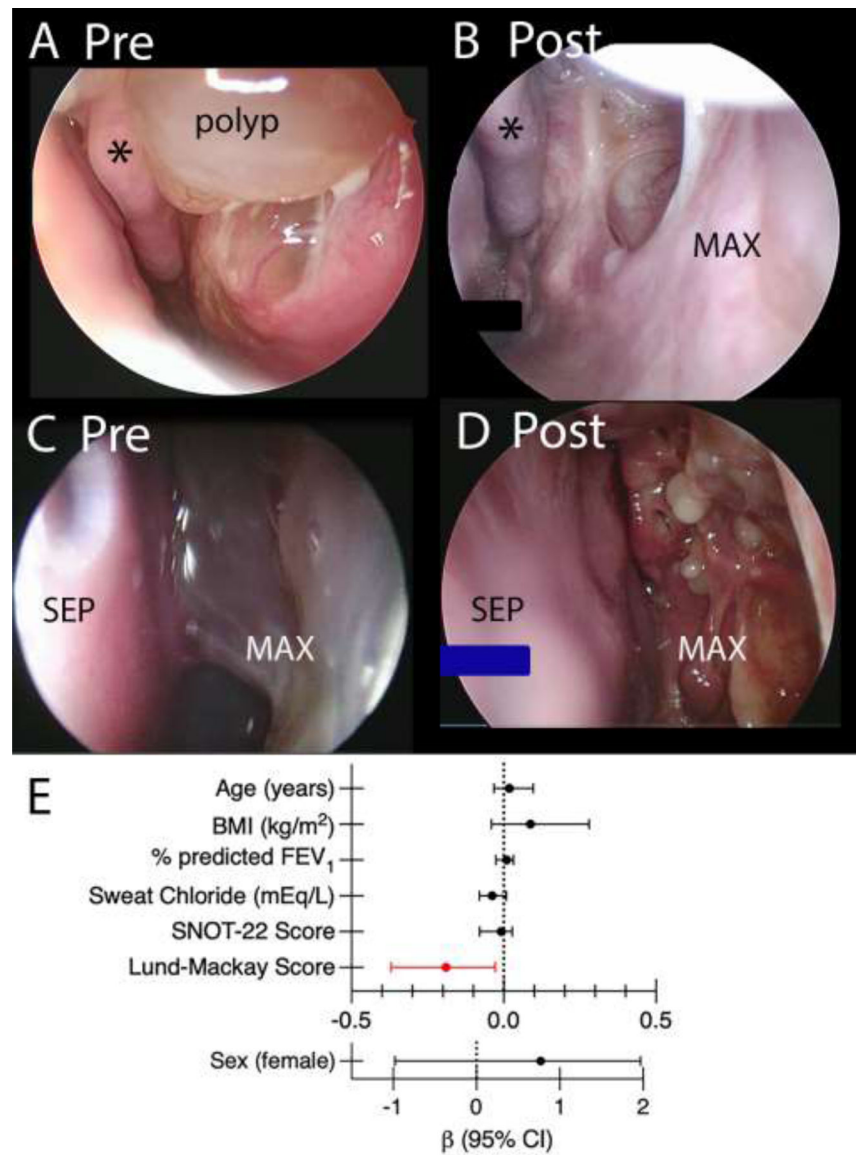 A Pre
B Post
*
polyp
*
MAX
C Pre
D Post
SEP
MAX
SEP
MAX
E
Age (years)
BMI (kg/m²)
% predicted FEV₁
Sweat Chloride (mEq/L)
SNOT-22 Score
Lund-Mackay Score
-0.5 0.0 0.5
Sex (female)
-1 0 1 2
β (95% CI)